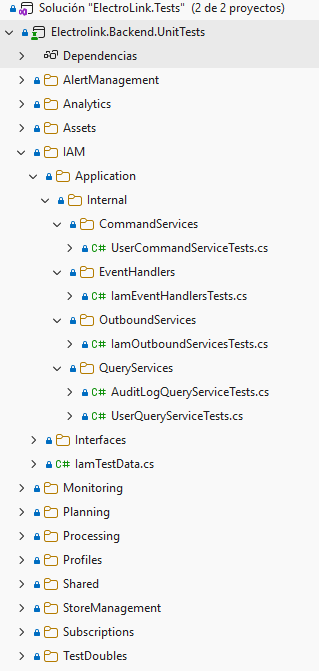 Solución "ElectroLink.Tests" (2 de 2 proyectos)
Electrolink.Backend.UnitTests
Dependencias
AlertManagement
Analytics
Assets
IAM
Application
Internal
CommandServices
C# UserCommandServiceTests.cs
EventHandlers
C# IamEventHandlersTests.cs
OutboundServices
C# IamOutboundServicesTests.cs
QueryServices
C# AuditLogQueryServiceTests.cs
C# UserQueryServiceTests.cs
Interfaces
C# IamTestData.cs
Monitoring
Planning
Processing
Profiles
Shared
StoreManagement
Subscriptions
TestDoubles